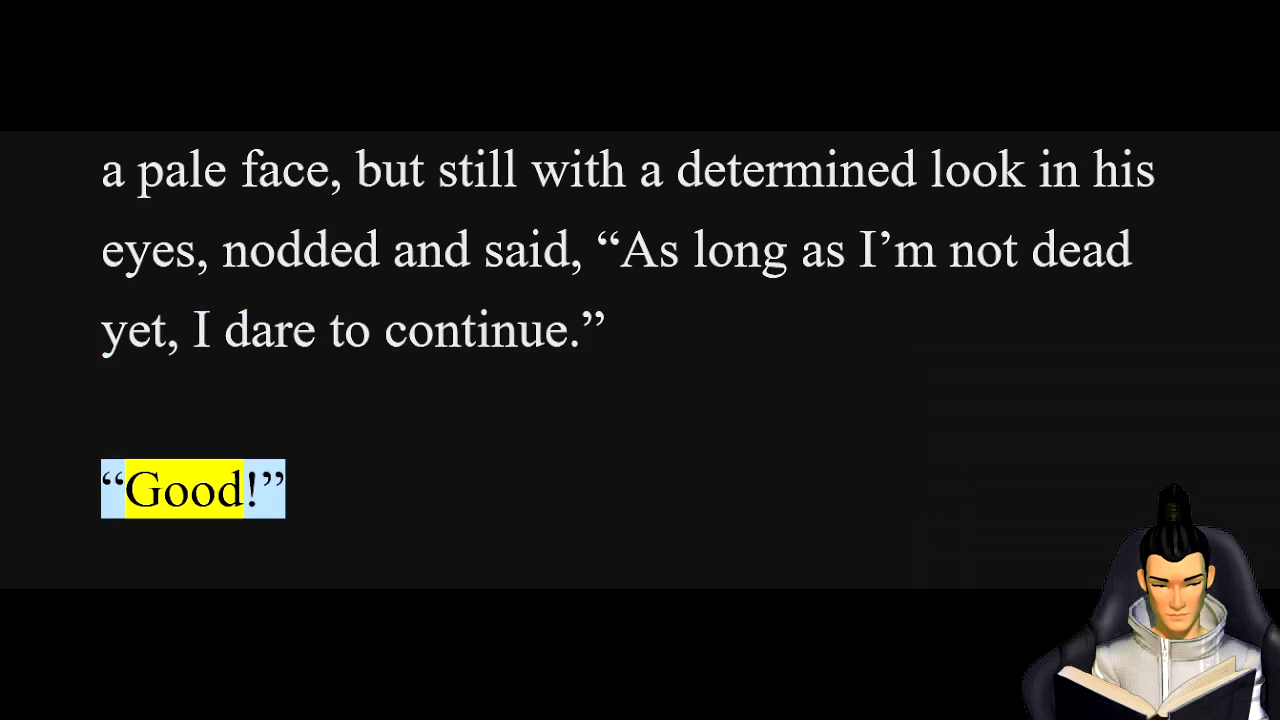 a pale face, but still with a determined look in his
eyes, nodded and said, “As long as I’m not dead
yet, I dare to continue.”
“Good!”